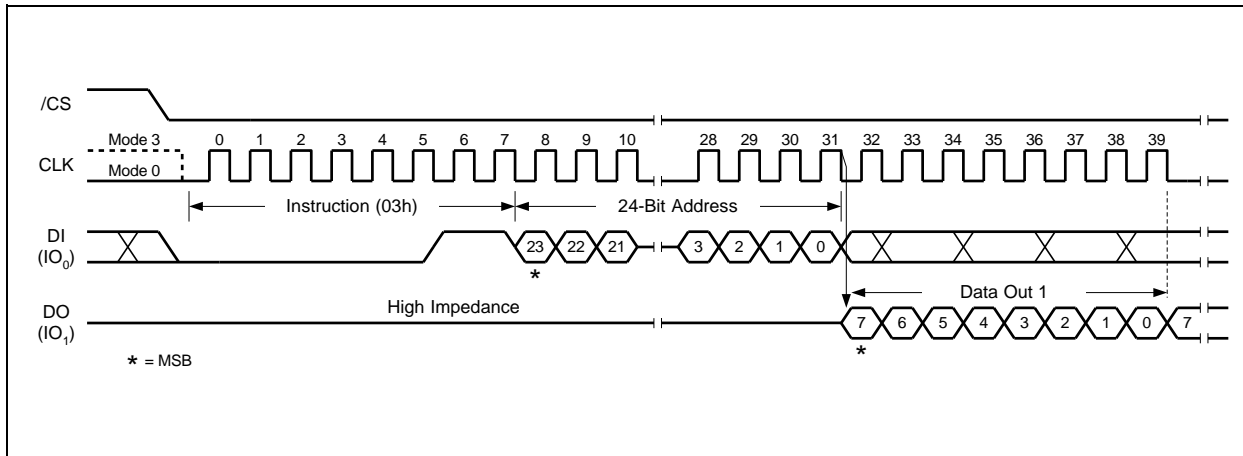 /CS
Mode 3
0 1 2 3 4 5 6 7 8 9 10 28 29 30 31 32 33 34 35 36 37 38 39
CLK
Mode 0
Instruction (03h)
24-Bit Address
DI
(IO0)
23 22 21 3 2 1 0
*
Data Out 1
High Impedance
DO
(IO1)
7 6 5 4 3 2 1 0 7
*
* = MSB